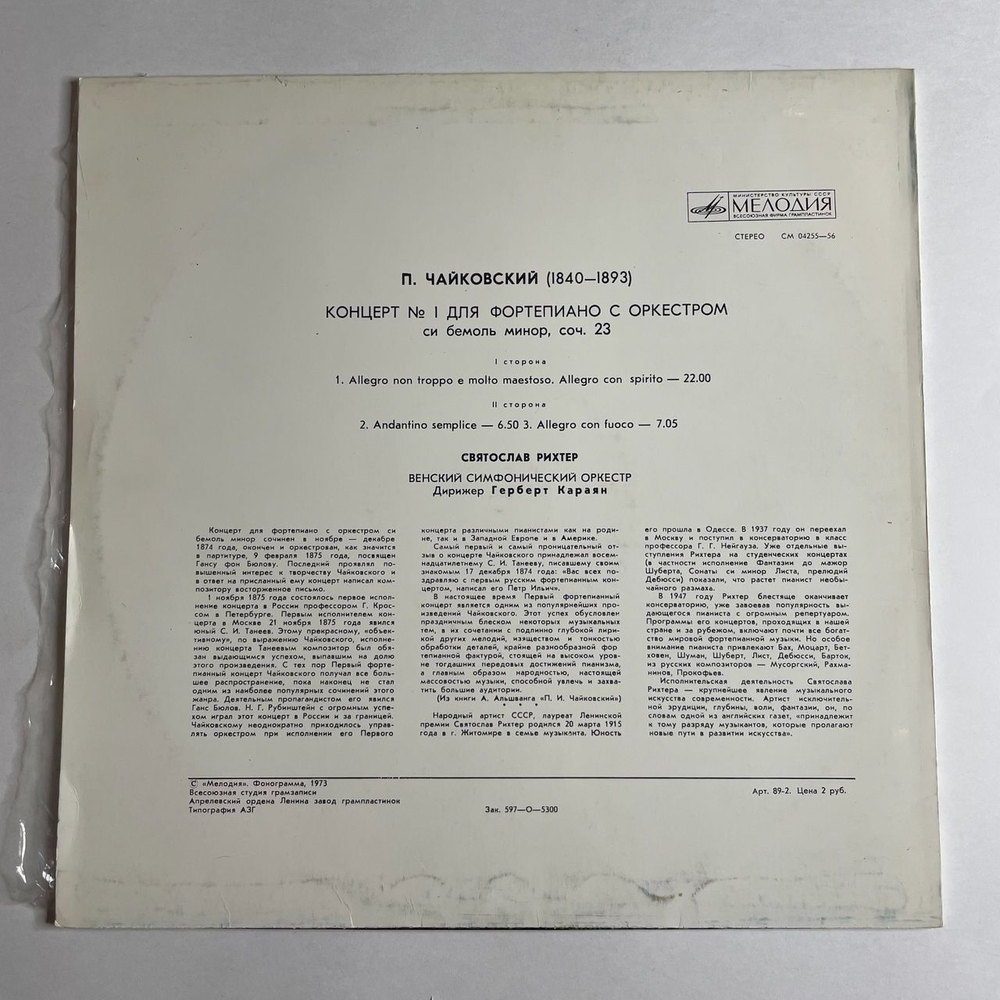 МИНИСТЕРСТВО КУЛЬТУРЫ СССР
МЕЛОДИЯ
ВСЕСОЮЗНАЯ ФИРМА ГРАМПЛАСТИНОК
СТЕРЕО СМ 04255—56
П. ЧАЙКОВСКИЙ (1840—1893)
КОНЦЕРТ № I ДЛЯ ФОРТЕПИАНО С ОРКЕСТРОМ
си бемоль минор, соч. 23
I сторона
1. Allegro non troppo e molto maestoso. Allegro con spirito — 22.00
II сторона
2. Andantino semplice — 6.50 3. Allegro con fuoco — 7.05
СВЯТОСЛАВ РИХТЕР
ВЕНСКИЙ СИМФОНИЧЕСКИЙ ОРКЕСТР
Дирижер Герберт Караян
Концерт для фортепиано с оркестром си
бемоль минор сочинен в ноябре — декабре
1874 года, окончен и оркестрован, как значится
в партитуре, 9 февраля 1875 года, посвящен
Гансу фон Бюлову. Последний проявлял по-
вышенный интерес к творчеству Чайковского и
в ответ на присланный ему концерт написал ком-
позитору восторженное письмо.
1 ноября 1875 года состоялось первое испол-
нение концерта в России профессором Г. Крос-
сом в Петербурге. Первым исполнителем кон-
церта в Москве 21 ноября 1875 года явился
юный С. И. Танеев. Этому прекрасному, «объек-
тивному», по выражению Чайковского, исполне-
нию концерта Танеевым композитор был обя-
зан выдающимся успехом, выпавшим на долю
этого произведения. С тех пор Первый форте-
пианный концерт Чайковского получал все боль-
шее распространение, пока наконец не стал
одним из наиболее популярных сочинений этого
жанра. Деятельным пропагандистом его явился
Ганс Бюлов. Н. Г. Рубинштейн с огромным успе-
хом играл этот концерт в России и за границей.
Чайковскому неоднократно приходилось управ-
лять оркестром при исполнении его Первого
концерта различными пианистами как на роди-
не, так и в Западной Европе и в Америке.
Самый первый и самый проницательный от-
зыв о концерте Чайковского принадлежал восем-
надцатилетнему С. И. Танееву, писавшему своим
знакомым 17 декабря 1874 года: «Вас всех по-
здравляю с первым русским фортепианным кон-
цертом, написал его Петр Ильич».
В настоящее время Первый фортепианный
концерт является одним из популярнейших про-
изведений Чайковского. Этот успех обусловлен
праздничным блеском некоторых музыкальных
тем, в их сочетании с подлинно глубокой лири-
кой других мелодий, изяществом и тонкостью
обработки деталей, крайне разнообразной фор-
тепианной фактурой, стоящей на высоком уров-
не тогдашних передовых достижений пианизма,
а главным образом народностью, настоящей
массовостью музыки, способной увлечь и захва-
тить большие аудитории.
(Из книги А. Альшванга «П. И. Чайковский»)
* * *
Народный артист СССР, лауреат Ленинской
премии Святослав Рихтер родился 20 марта 1915
года в г. Житомире в семье музыканта. Юность
его прошла в Одессе. В 1937 году он переехал
в Москву и поступил в консерваторию в класс
профессора Г. Г. Нейгауза. Уже отдельные вы-
ступления Рихтера на студенческих концертах
(в частности исполнение Фантазии до мажор
Шуберта, Сонаты си минор Листа, прелюдий
Дебюсси) показали, что растет пианист необы-
чайного размаха.
В 1947 году Рихтер блестяще оканчивает
консерваторию, уже завоевав популярность вы-
дающегося пианиста с огромным репертуаром.
Программы его концертов, проходящих в нашей
стране и за рубежом, включают почти все богат-
ство мировой фортепианной музыки. Но особое
внимание пианиста привлекают Бах, Моцарт, Бет-
ховен, Шуман, Шуберт, Лист, Дебюсси, Барток,
из русских композиторов — Мусоргский, Рахма-
нинов, Прокофьев.
Исполнительская деятельность Святослава
Рихтера — крупнейшее явление музыкального
искусства современности. Артист исключитель-
ной эрудиции, глубины, воли, фантазии, он, по
словам одной из английских газет, «принадлежит
к тому разряду музыкантов, которые пролагают
новые пути в развитии искусства».
© «Мелодия». Фонограмма, 1973
Всесоюзная студия грамзаписи
Апрелевский ордена Ленина завод грампластинок
Типография АЗГ
Зак. 597—О—5300
Арт. 89-2. Цена 2 руб.